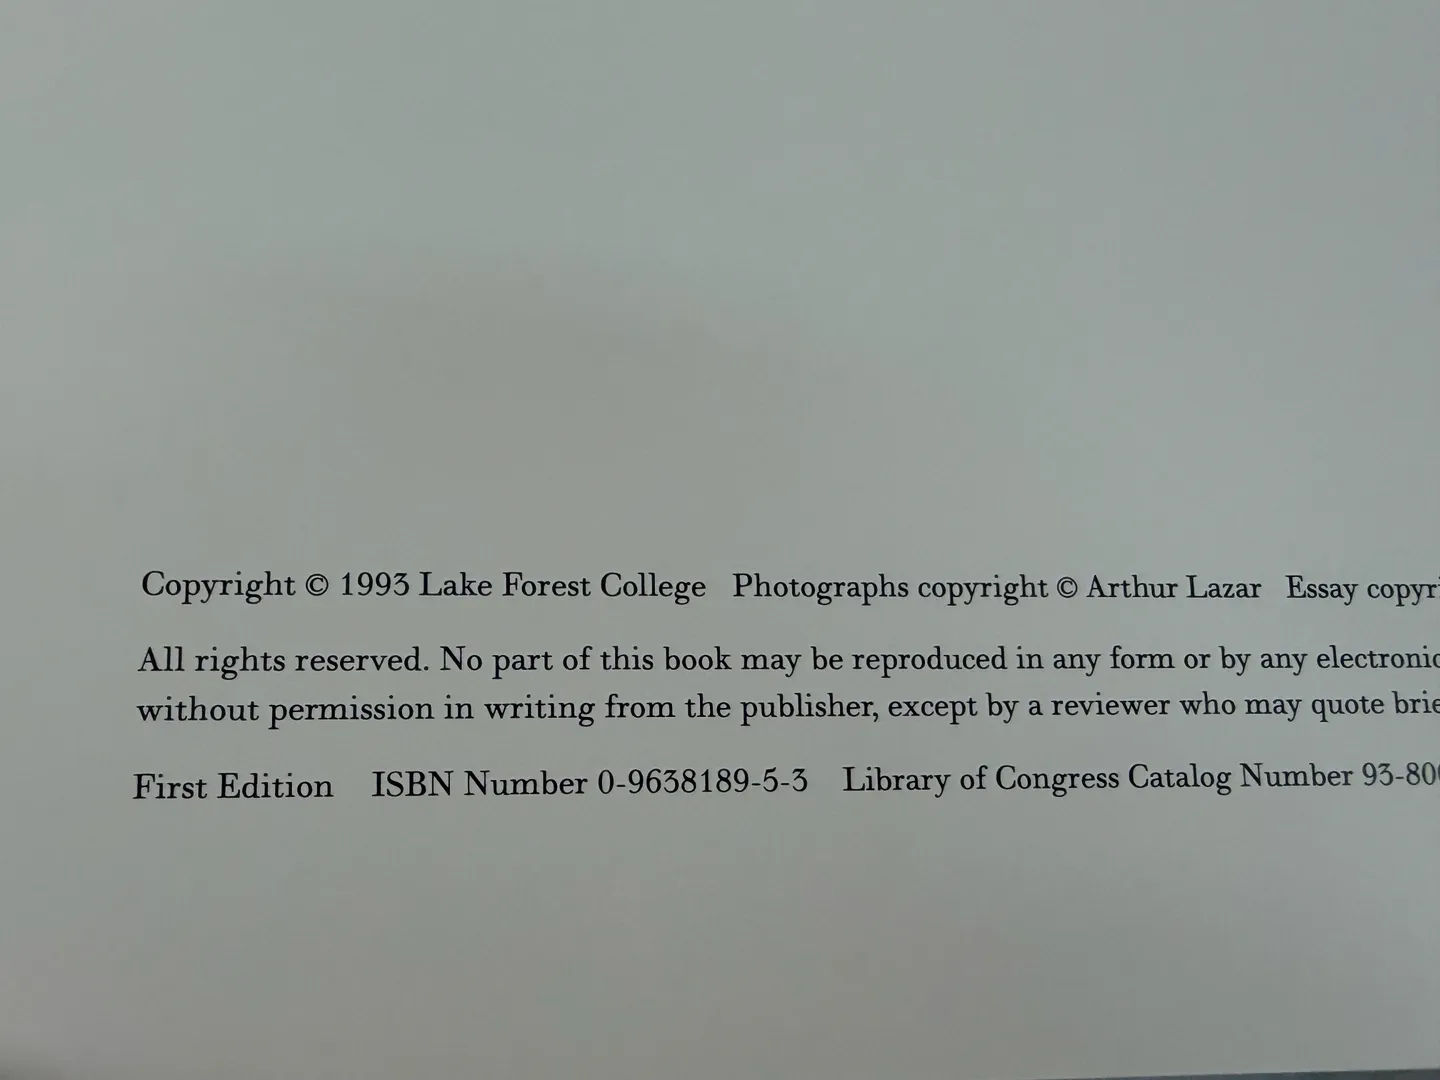 Copyright © 1993 Lake Forest College Photographs copyright © Arthur Lazar Essay
All rights reserved. No part of this book may be reproduced in any form or by any
without permission in writing from the publisher, except by a reviewer who may quote
First Edition ISBN Number 0-9638189-5-3 Library of Congress Catalog Number